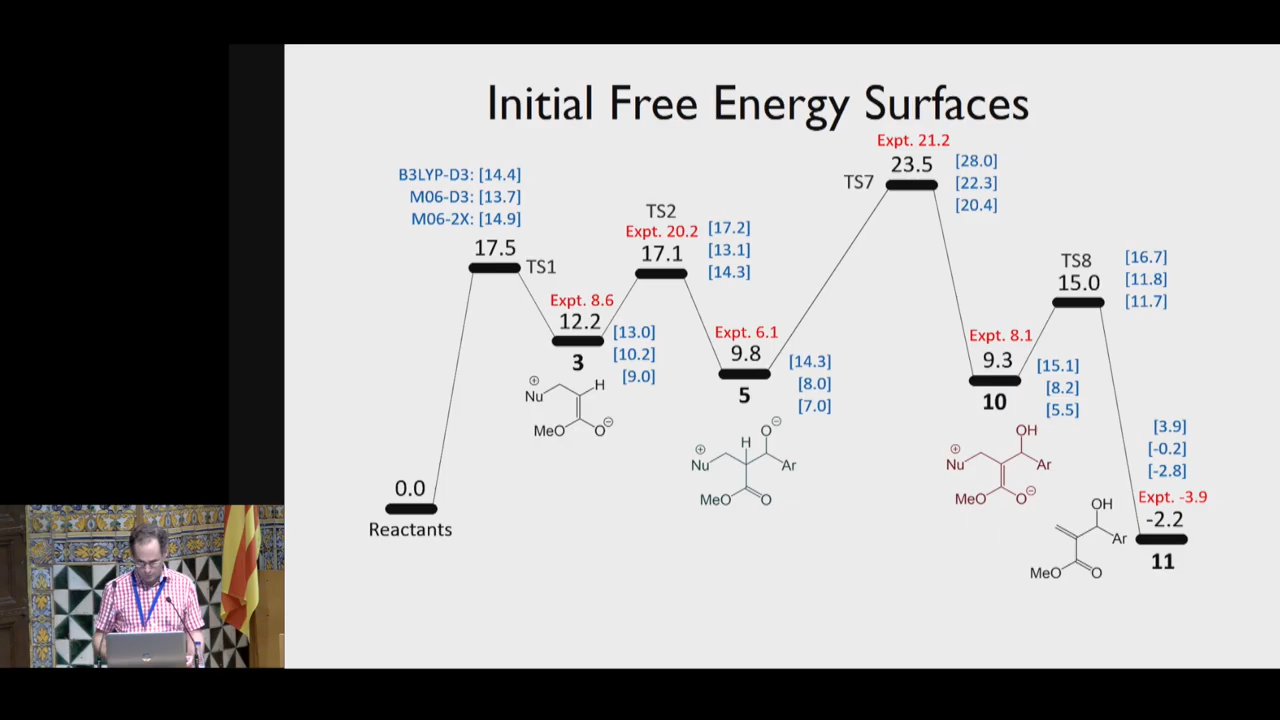 Initial Free Energy Surfaces
B3LYP-D3: [14.4]
M06-D3: [13.7]
M06-2X: [14.9]
17.5
TS1
TS2
Expt. 20.2
17.1
[17.2]
[13.1]
[14.3]
Expt. 21.2
23.5
TS7
[28.0]
[22.3]
[20.4]
TS8
15.0
[16.7]
[11.8]
[11.7]
Expt. 8.6
12.2
3
[13.0]
[10.2]
[9.0]
Expt. 6.1
9.8
5
[14.3]
[8.0]
[7.0]
Expt. 8.1
9.3
10
[15.1]
[8.2]
[5.5]
[3.9]
[-0.2]
[-2.8]
Expt. -3.9
-2.2
11
0.0
Reactants
⊕
Nu
H
MeO
O
⊖
⊕
Nu
H
O
⊖
Ar
MeO
O
⊕
Nu
OH
Ar
MeO
O
⊖
OH
Ar
MeO
O